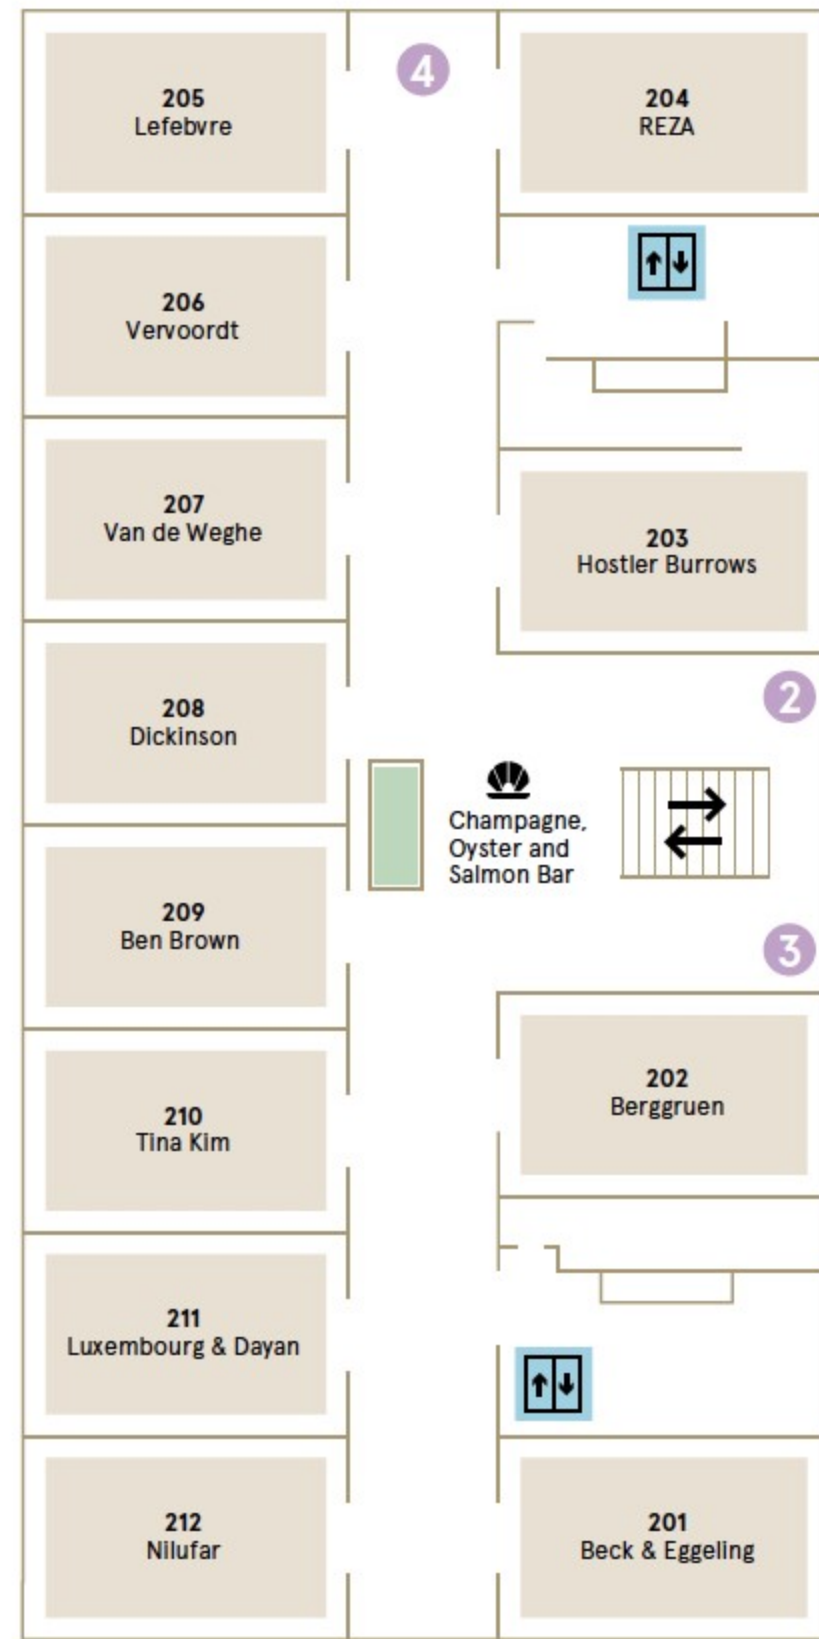 205
Lefebvre
4
204
REZA
206
Vervoordt
207
Van de Weghe
203
Hostler Burrows
208
Dickinson
2
Champagne,
Oyster and
Salmon Bar
209
Ben Brown
3
202
Berggruen
210
Tina Kim
211
Luxembourg & Dayan
212
Nilufar
201
Beck & Eggeling